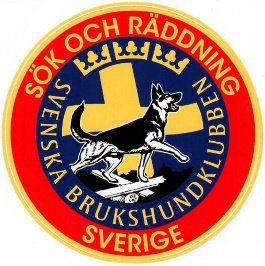 SÖK OCH RÄDDNING
SVENSKA BRUKSHUNDKLUBBEN
SVERIGE